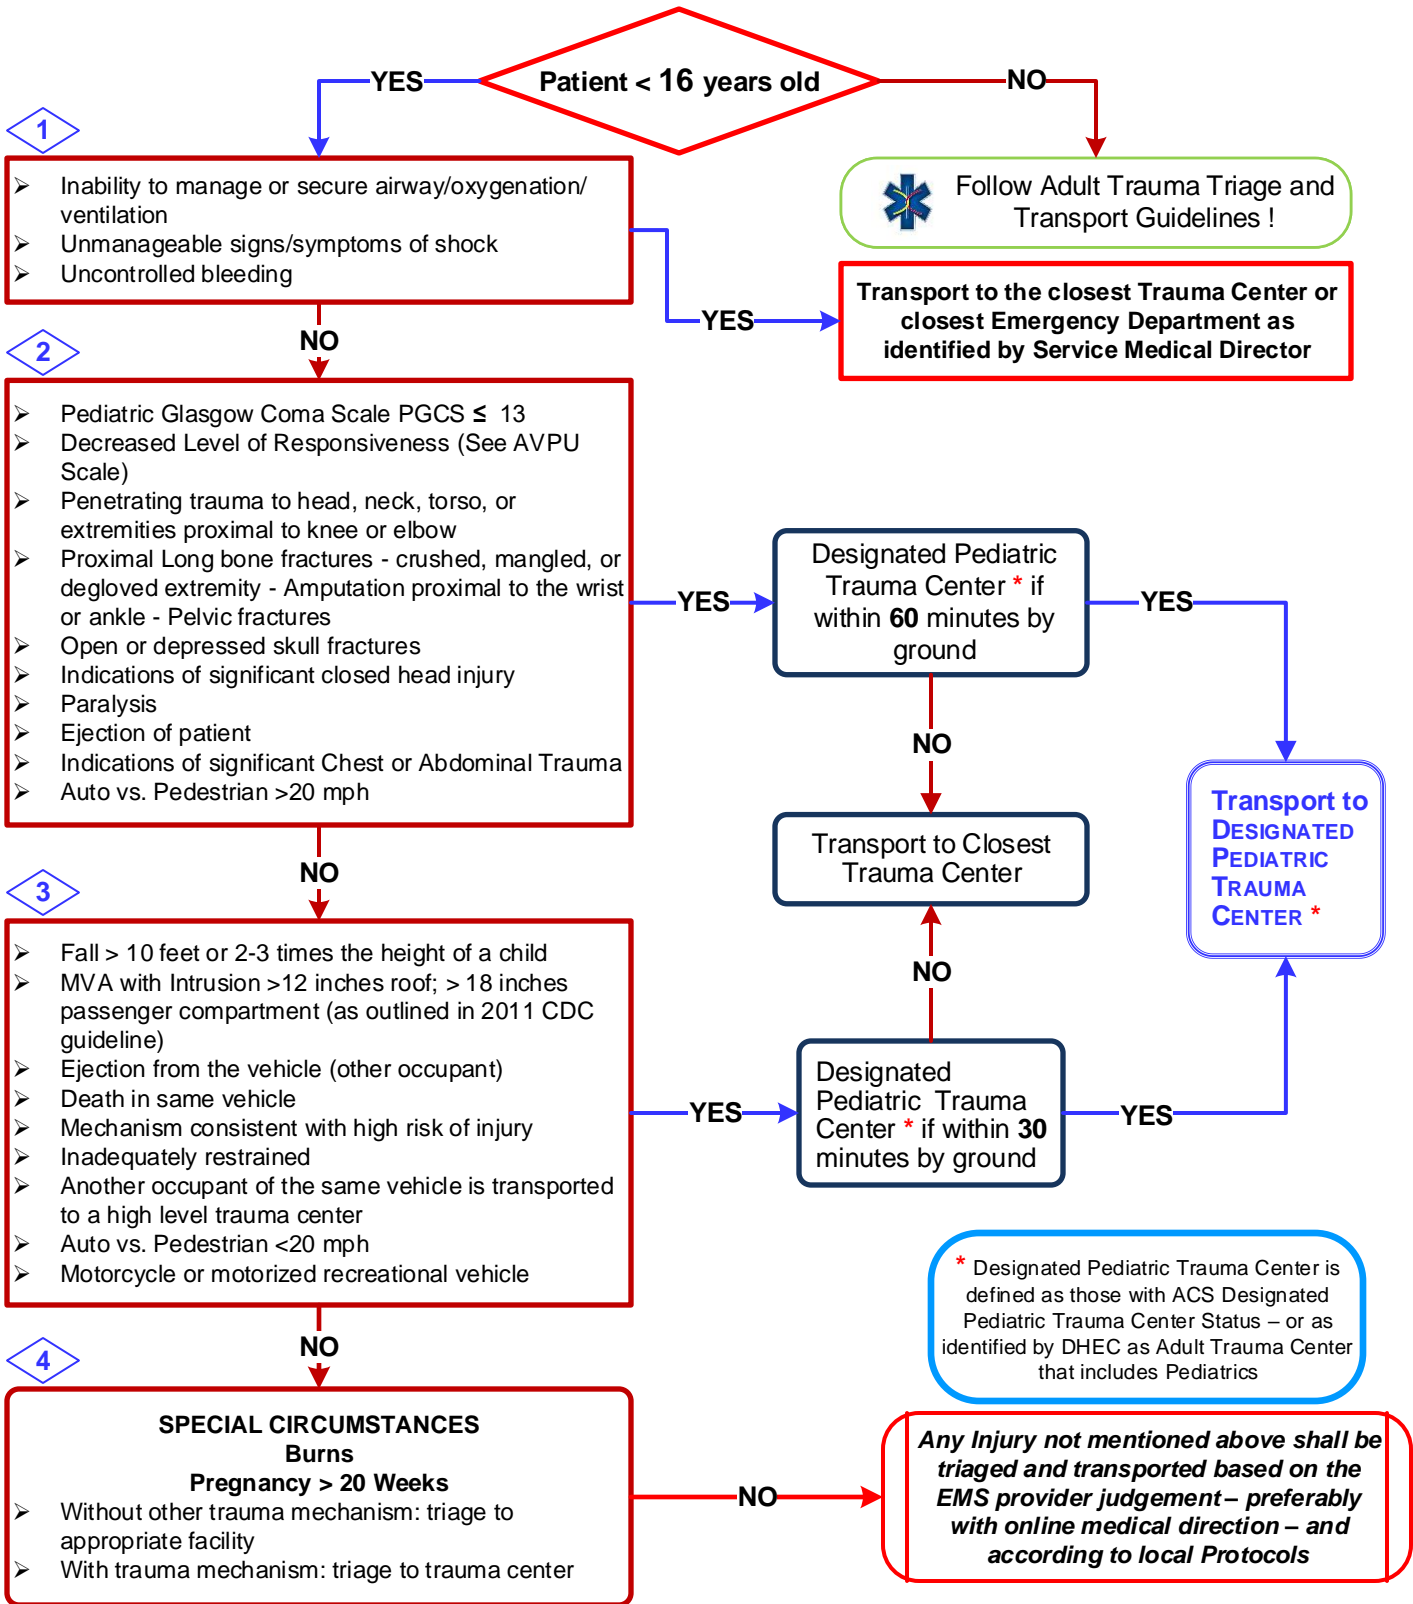 Patient < 16 years old
YES
NO
1
➢ Inability to manage or secure airway/oxygenation/
ventilation
➢ Unmanageable signs/symptoms of shock
➢ Uncontrolled bleeding
Follow Adult Trauma Triage and
Transport Guidelines !
YES
Transport to the closest Trauma Center or
closest Emergency Department as
identified by Service Medical Director
NO
2
➢ Pediatric Glasgow Coma Scale PGCS ≤ 13
➢ Decreased Level of Responsiveness (See AVPU
Scale)
➢ Penetrating trauma to head, neck, torso, or
extremities proximal to knee or elbow
➢ Proximal Long bone fractures - crushed, mangled, or
degloved extremity - Amputation proximal to the wrist
or ankle - Pelvic fractures
➢ Open or depressed skull fractures
➢ Indications of significant closed head injury
➢ Paralysis
➢ Ejection of patient
➢ Indications of significant Chest or Abdominal Trauma
➢ Auto vs. Pedestrian >20 mph
YES
Designated Pediatric
Trauma Center * if
within 60 minutes by
ground
YES
NO
Transport to Closest
Trauma Center
Transport to
DESIGNATED
PEDIATRIC
TRAUMA
CENTER *
NO
3
➢ Fall > 10 feet or 2-3 times the height of a child
➢ MVA with Intrusion >12 inches roof; > 18 inches
passenger compartment (as outlined in 2011 CDC
guideline)
➢ Ejection from the vehicle (other occupant)
➢ Death in same vehicle
➢ Mechanism consistent with high risk of injury
➢ Inadequately restrained
➢ Another occupant of the same vehicle is transported
to a high level trauma center
➢ Auto vs. Pedestrian <20 mph
➢ Motorcycle or motorized recreational vehicle
NO
YES
Designated
Pediatric Trauma
Center * if within 30
minutes by ground
YES
* Designated Pediatric Trauma Center is
defined as those with ACS Designated
Pediatric Trauma Center Status – or as
identified by DHEC as Adult Trauma Center
that includes Pediatrics
NO
4
SPECIAL CIRCUMSTANCES
Burns
Pregnancy > 20 Weeks
➢ Without other trauma mechanism: triage to
appropriate facility
➢ With trauma mechanism: triage to trauma center
NO
Any Injury not mentioned above shall be
triaged and transported based on the
EMS provider judgement – preferably
with online medical direction – and
according to local Protocols